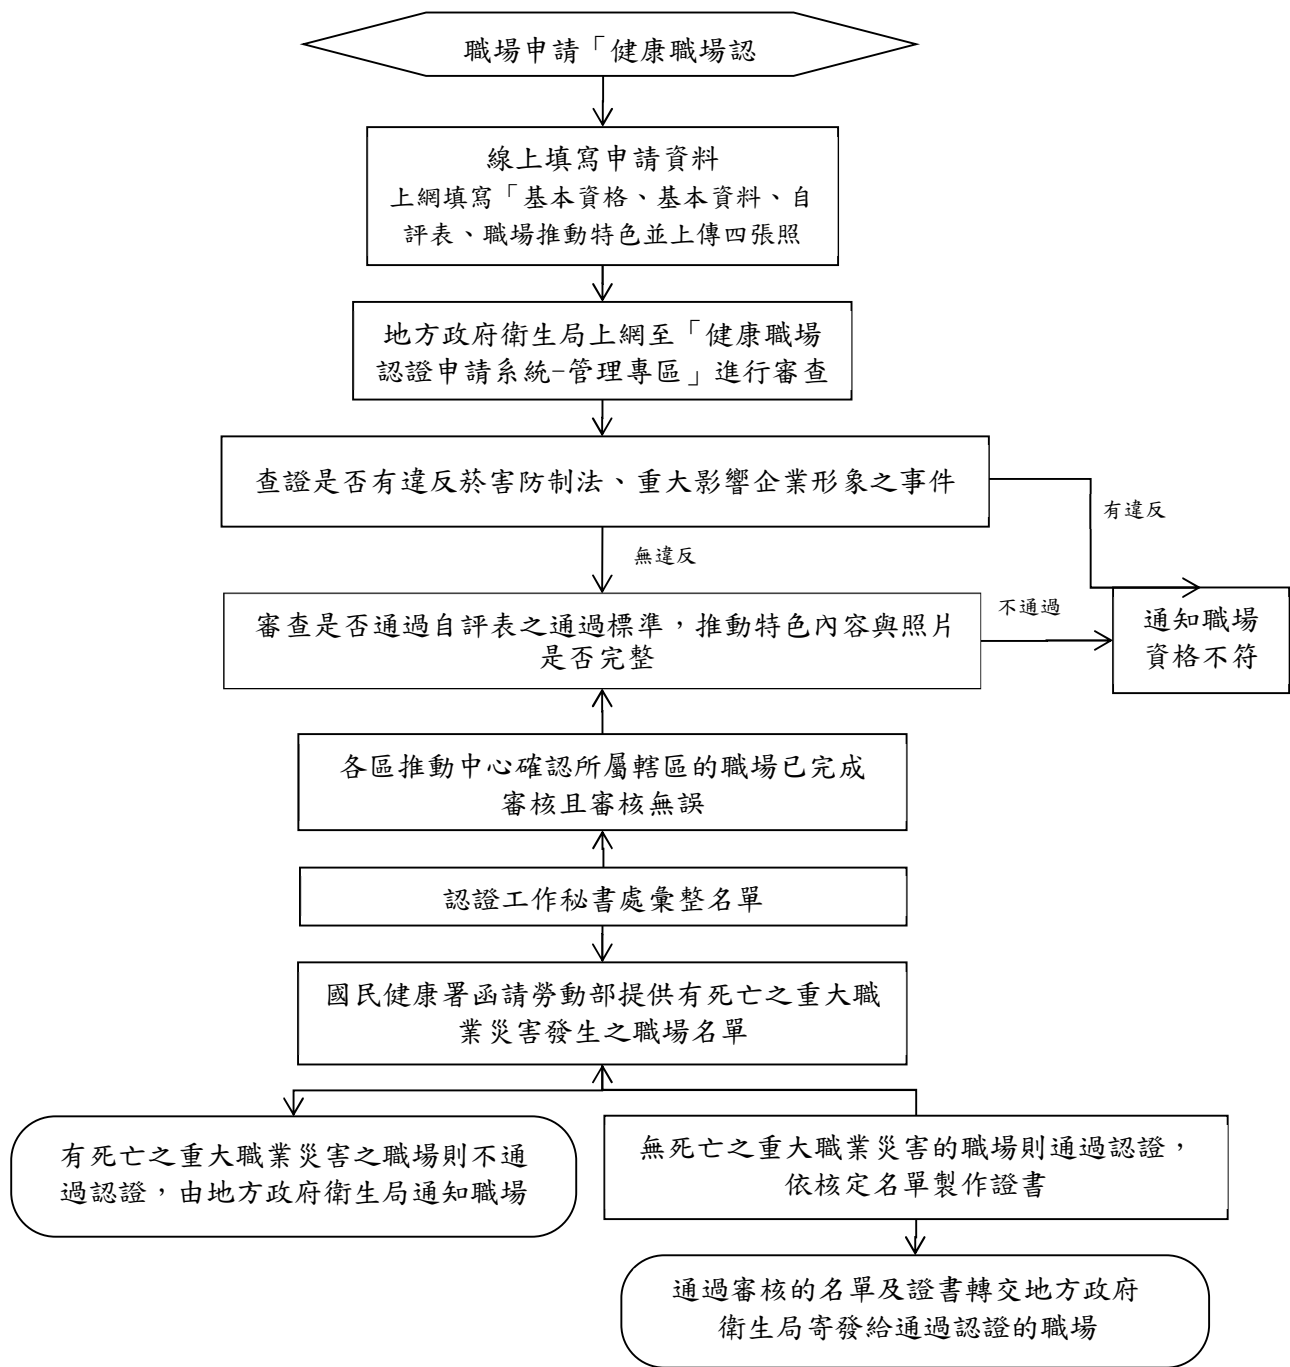 職場申請「健康職場認
線上填寫申請資料
上網填寫「基本資格、基本資料、自
評表、職場推動特色並上傳四張照
地方政府衛生局上網至「健康職場
認證申請系統-管理專區」進行審查
查證是否有違反菸害防制法、重大影響企業形象之事件
有違反
無違反
審查是否通過自評表之通過標準，推動特色內容與照片
是否完整
不通過
通知職場
資格不符
各區推動中心確認所屬轄區的職場已完成
審核且審核無誤
認證工作秘書處彙整名單
國民健康署函請勞動部提供有死亡之重大職
業災害發生之職場名單
有死亡之重大職業災害之職場則不通
過認證，由地方政府衛生局通知職場
無死亡之重大職業災害的職場則通過認證，
依核定名單製作證書
通過審核的名單及證書轉交地方政府
衛生局寄發給通過認證的職場